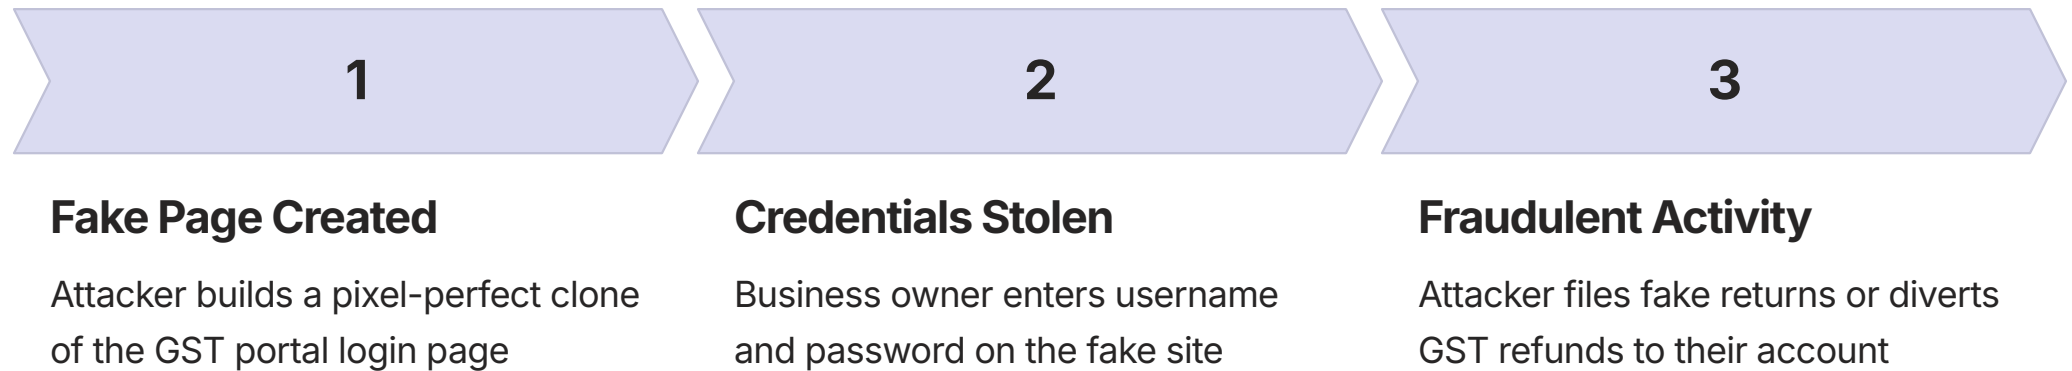 1
Fake Page Created
Attacker builds a pixel-perfect clone
of the GST portal login page
2
Credentials Stolen
Business owner enters username
and password on the fake site
3
Fraudulent Activity
Attacker files fake returns or diverts
GST refunds to their account